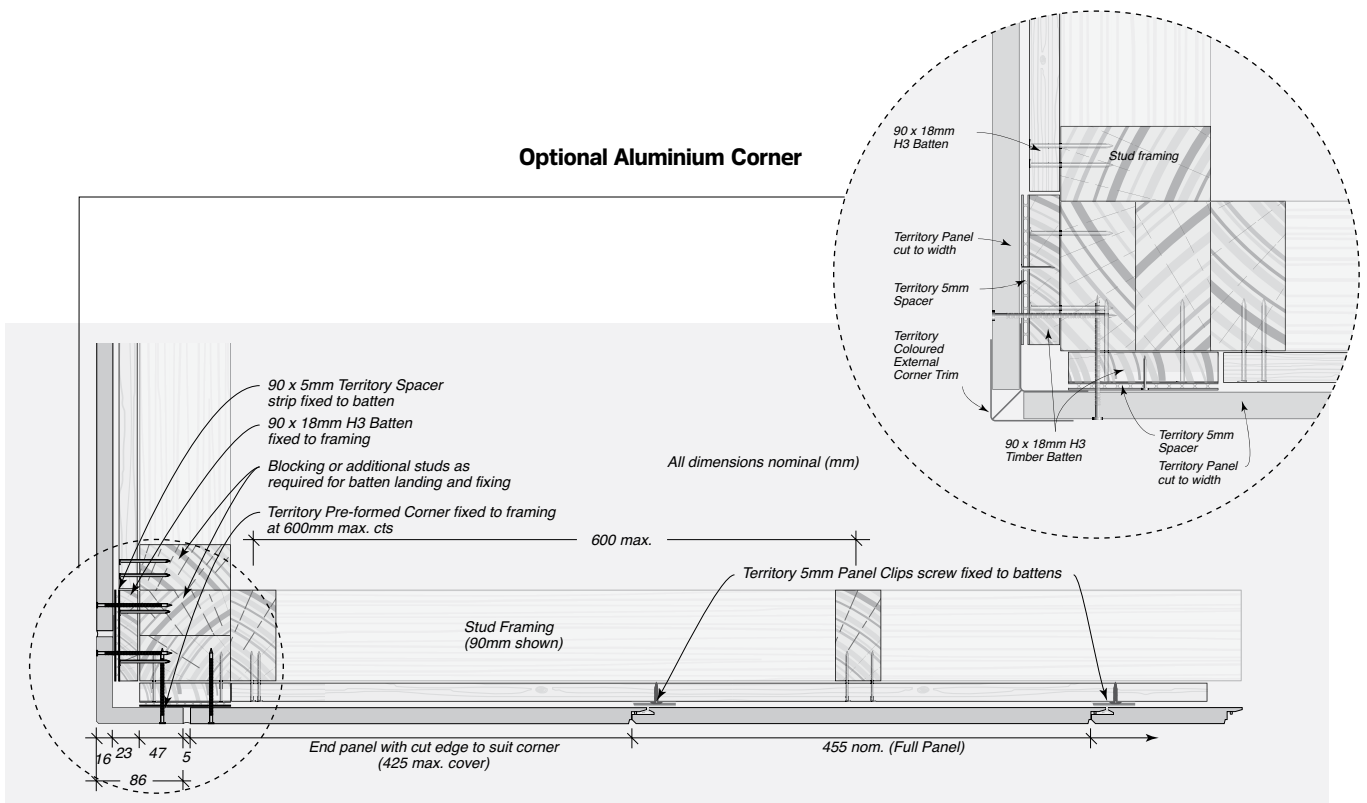 Optional Aluminium Corner
90 x 18mm
H3 Batten
Stud framing
Territory Panel
cut to width
Territory 5mm
Spacer
Territory
Coloured
External
Corner Trim
90 x 18mm H3
Timber Batten
Territory 5mm
Spacer
Territory Panel
cut to width
90 x 5mm Territory Spacer
strip fixed to batten
90 x 18mm H3 Batten
fixed to framing
Blocking or additional studs as
required for batten landing and fixing
Territory Pre-formed Corner fixed to framing
at 600mm max. cts
All dimensions nominal (mm)
600 max.
Territory 5mm Panel Clips screw fixed to battens
Stud Framing
(90mm shown)
16 23 47 5
86
End panel with cut edge to suit corner
(425 max. cover)
455 nom. (Full Panel)